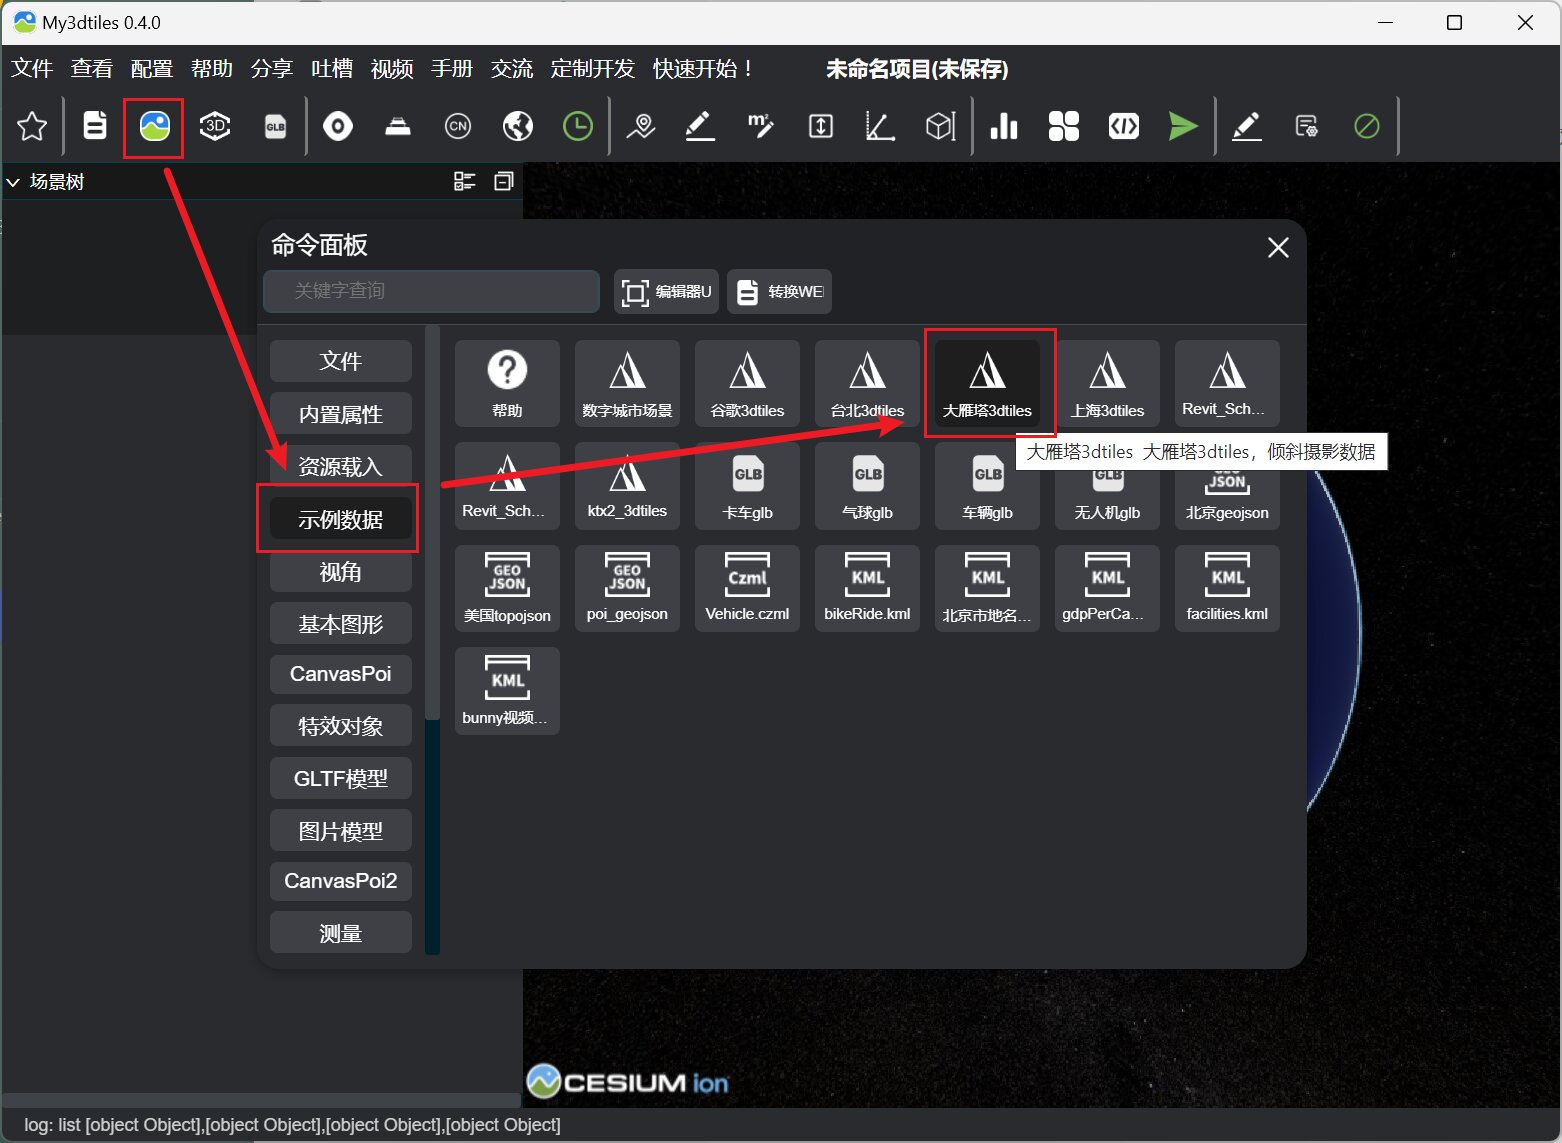 My3dtiles 0.4.0
文件 查看 配置 帮助 分享 吐槽 视频 手册 交流 定制开发 快速开始！ 未命名项目(未保存)
3D GLB CN m²
场景树
命令面板
关键字查询 编辑器U 转换WE
文件
内置属性
资源载入
示例数据
视角
基本图形
CanvasPoi
特效对象
GLTF模型
图片模型
CanvasPoi2
测量
帮助 数字城市场景 谷歌3dtiles 台北3dtiles 大雁塔3dtiles 上海3dtiles Revit_Sch...
大雁塔3dtiles 大雁塔3dtiles，倾斜摄影数据
GLB GLB GLB GLB GEO JSON
Revit_Sch... ktx2_3dtiles 卡车glb 气球glb 车辆glb 无人机glb 北京geojson
GEO JSON GEO JSON Czml KML KML KML KML
美国topojson poi_geojson Vehicle.czml bikeRide.kml 北京市地名... gdpPerCa... facilities.kml
KML
bunny视频...
CESIUM ion
log: list [object Object],[object Object],[object Object],[object Object]